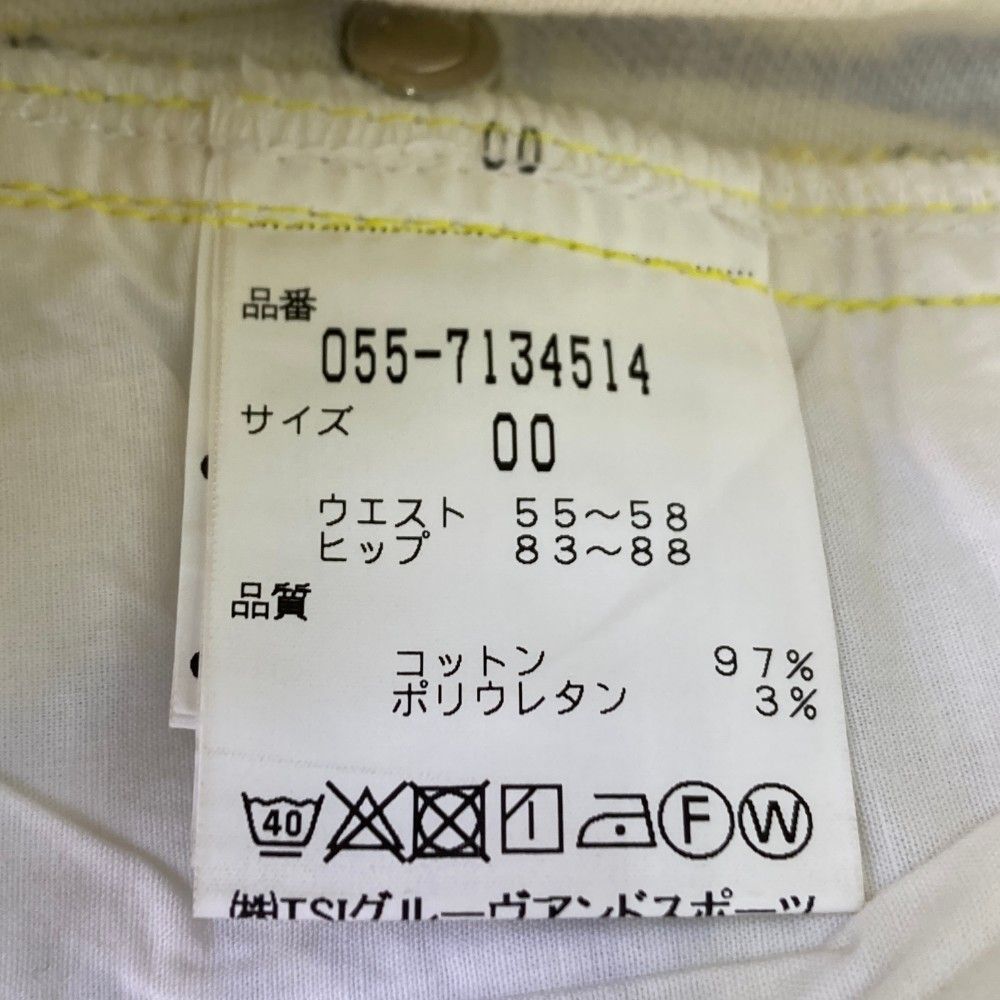 00
品番
055-7134514
サイズ
00
ウエスト 55～58
ヒップ 83～88
品質
コットン 97%
ポリウレタン 3%
40 F W
㈱TSIグルーヴアンドスポーツ